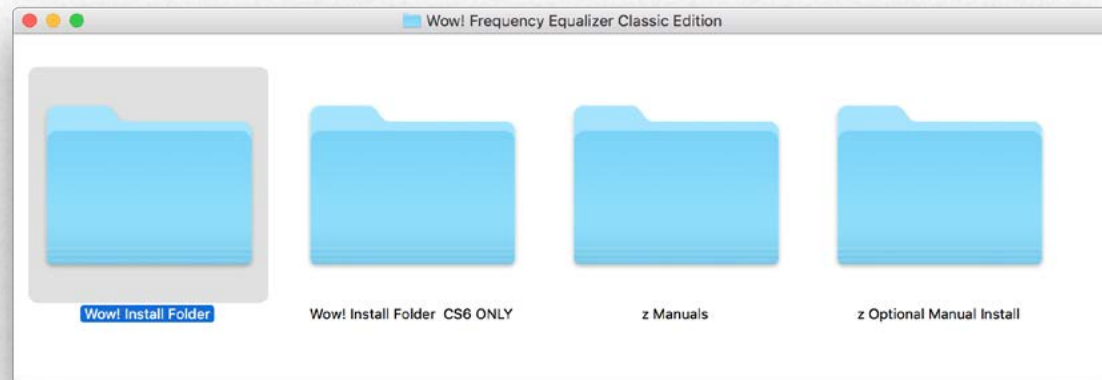 Wow! Frequency Equalizer Classic Edition
Wow! Install Folder
Wow! Install Folder  CS6 ONLY
z Manuals
z Optional Manual Install